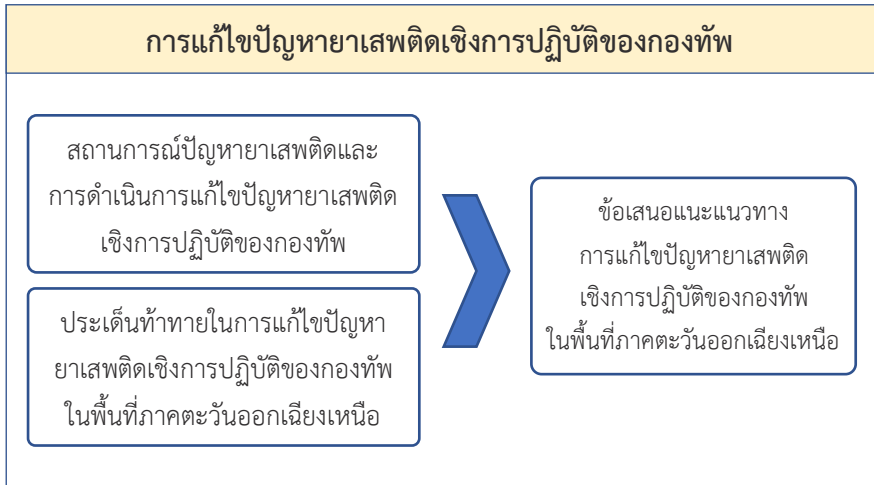 การแก้ไขปัญหายาเสพติดเชิงการปฏิบัติของกองทัพ
สถานการณ์ปัญหายาเสพติดและ
การดำเนินการแก้ไขปัญหายาเสพติด
เชิงการปฏิบัติของกองทัพ
ประเด็นท้าทายในการแก้ไขปัญหา
ยาเสพติดเชิงการปฏิบัติของกองทัพ
ในพื้นที่ภาคตะวันออกเฉียงเหนือ
ข้อเสนอแนะแนวทาง
การแก้ไขปัญหายาเสพติด
เชิงการปฏิบัติของกองทัพ
ในพื้นที่ภาคตะวันออกเฉียงเหนือ